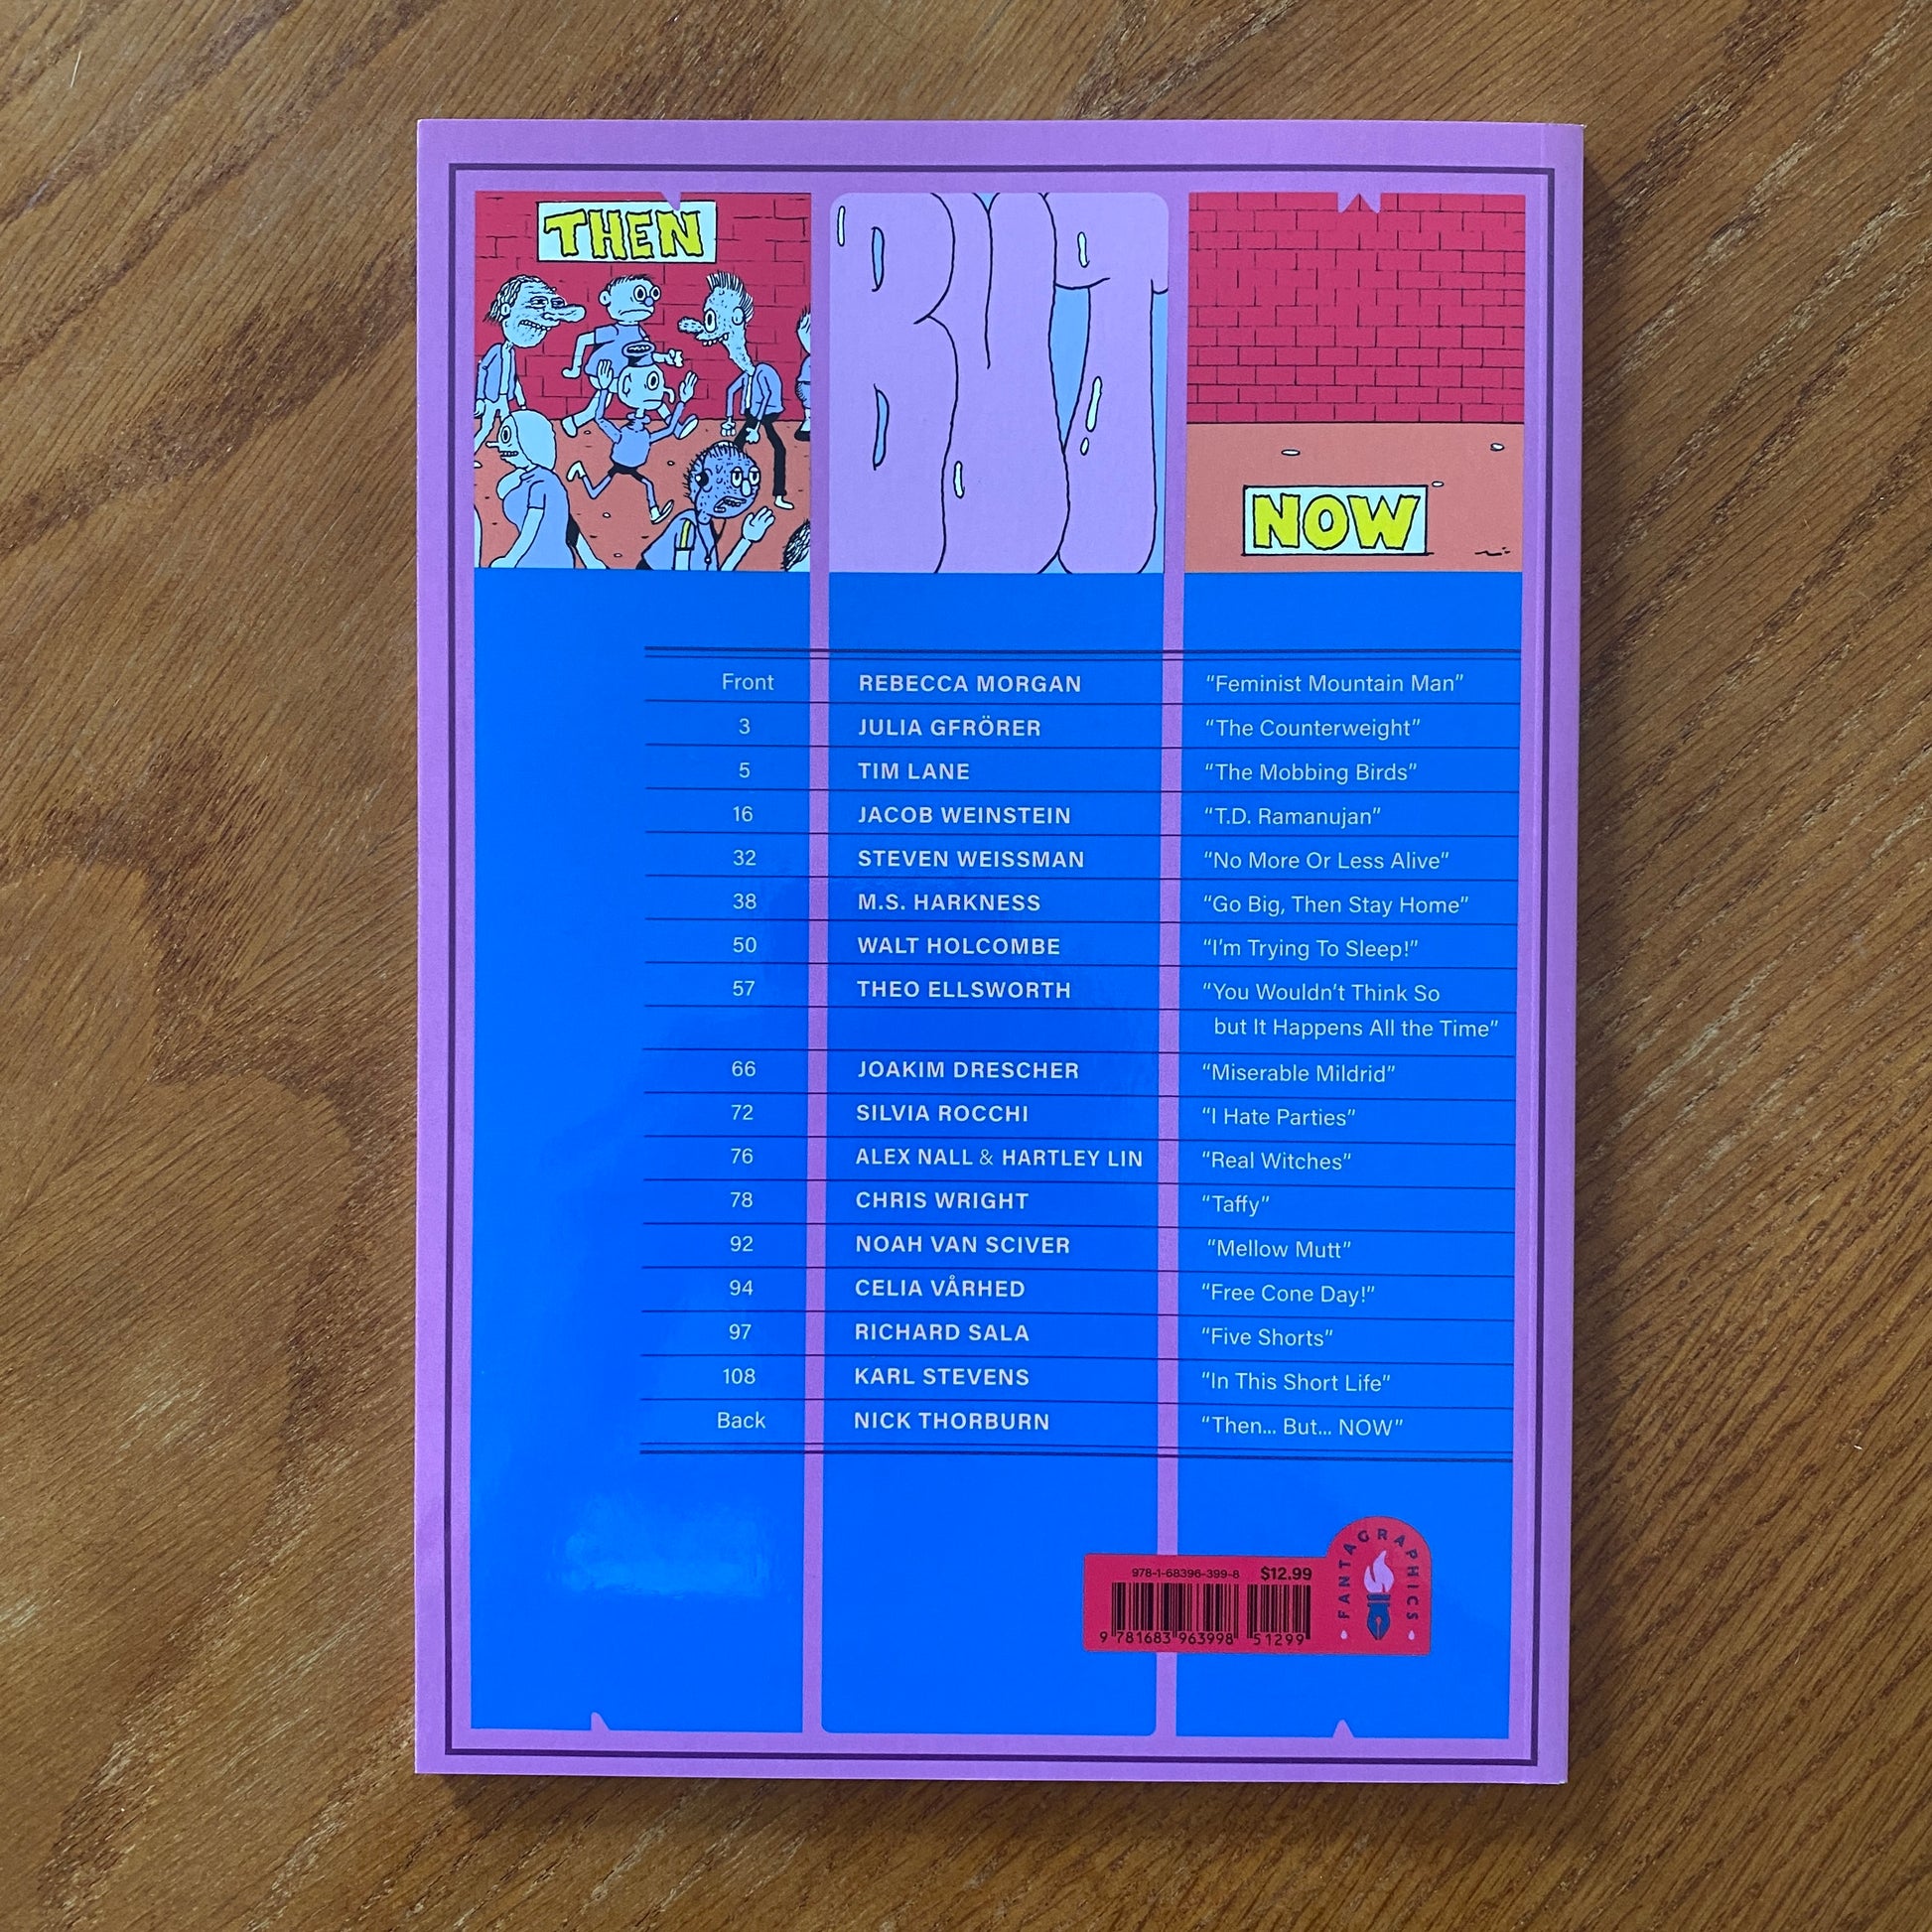 THEN
BUT
NOW
Front REBECCA MORGAN “Feminist Mountain Man”
3 JULIA GFRÖRER “The Counterweight”
5 TIM LANE “The Mobbing Birds”
16 JACOB WEINSTEIN “T.D. Ramanujan”
32 STEVEN WEISSMAN “No More Or Less Alive”
38 M.S. HARKNESS “Go Big, Then Stay Home”
50 WALT HOLCOMBE “I’m Trying To Sleep!”
57 THEO ELLSWORTH “You Wouldn’t Think So
but It Happens All the Time”
66 JOAKIM DRESCHER “Miserable Mildrid”
72 SILVIA ROCCHI “I Hate Parties”
76 ALEX NALL & HARTLEY LIN “Real Witches”
78 CHRIS WRIGHT “Taffy”
92 NOAH VAN SCIVER “Mellow Mutt”
94 CELIA VÅRHED “Free Cone Day!”
97 RICHARD SALA “Five Shorts”
108 KARL STEVENS “In This Short Life”
Back NICK THORBURN “Then... But... NOW”
978-1-68396-399-8 $12.99
9 781683 963998 51299
FANTAGRAPHICS